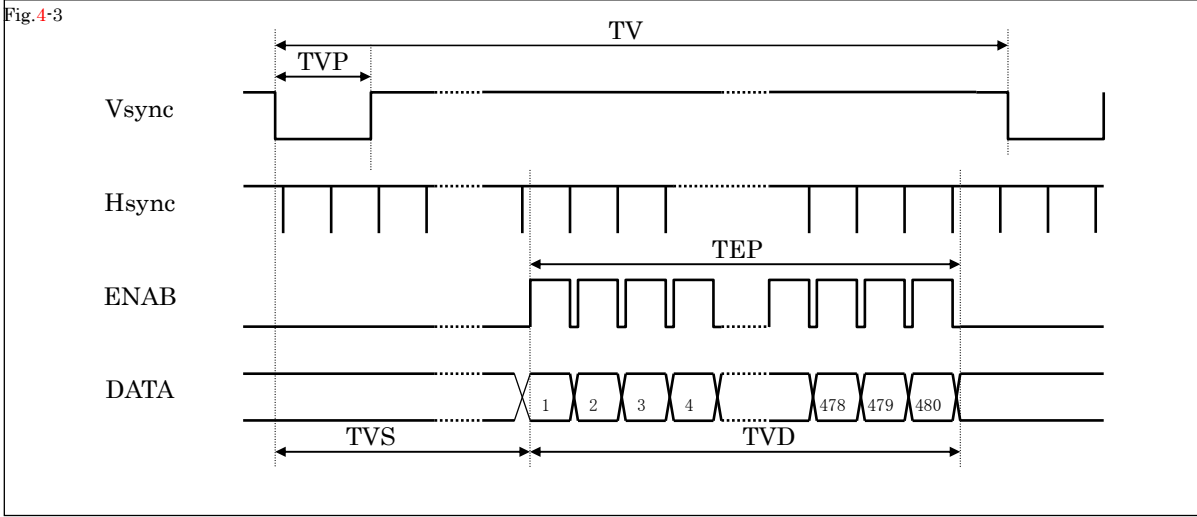 Fig.4-3
TV
TVP
Vsync
Hsync
TEP
ENAB
DATA
1 2 3 4 478 479 480
TVS TVD